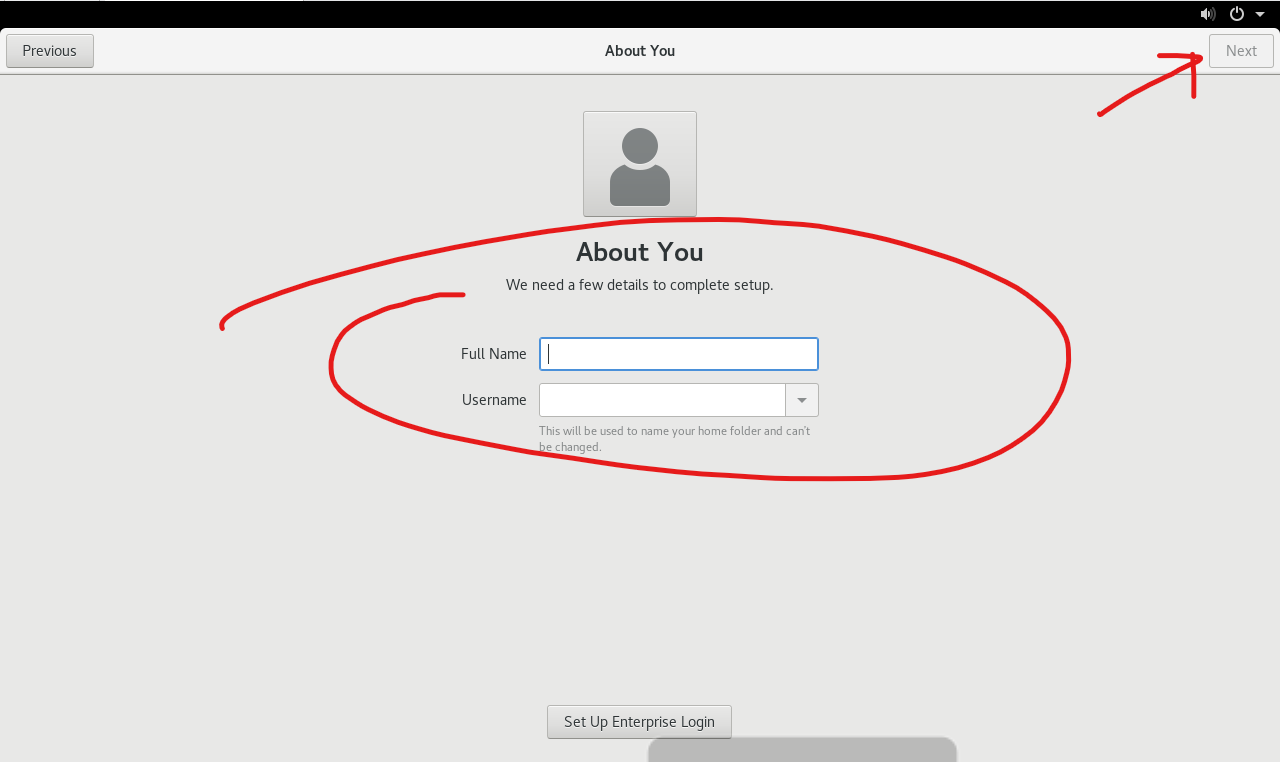 Previous
About You
Next
About You
We need a few details to complete setup.
Full Name
Username
This will be used to name your home folder and can't
be changed.
Set Up Enterprise Login